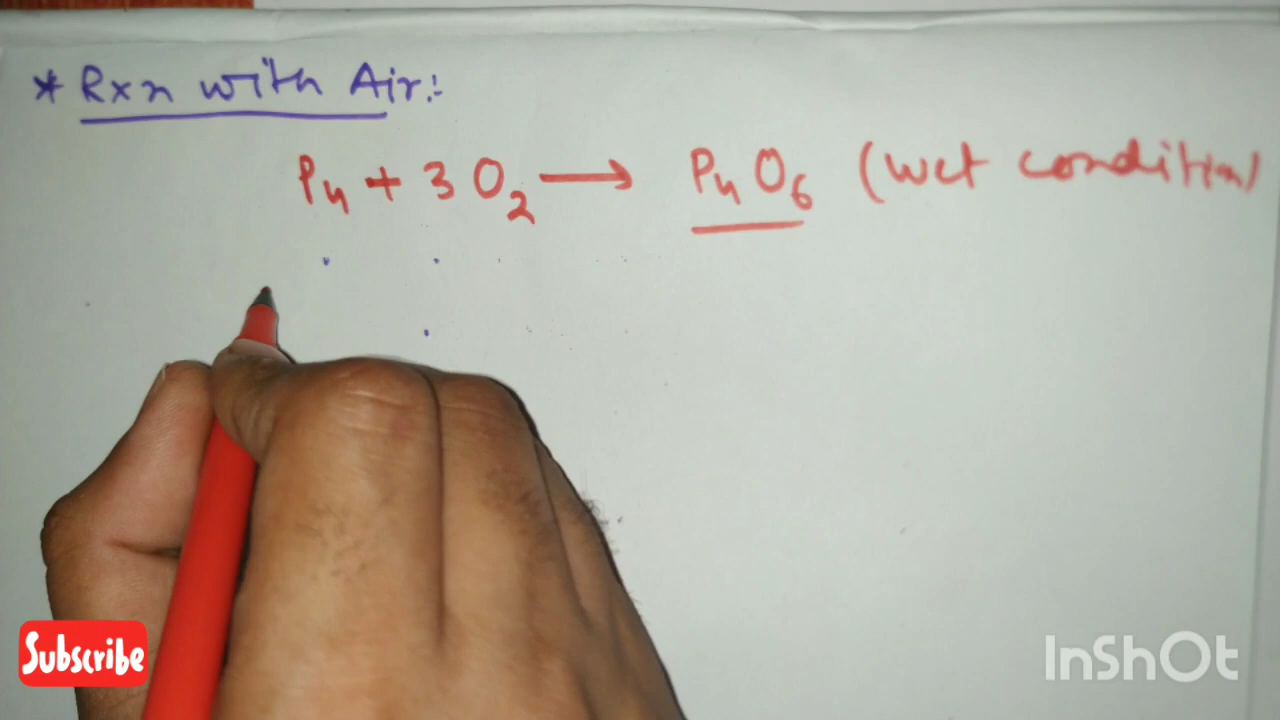 * Rxn with Air:-
P4 + 3 O2 → P4O6 (wet condition)
Subscribe
InShOt